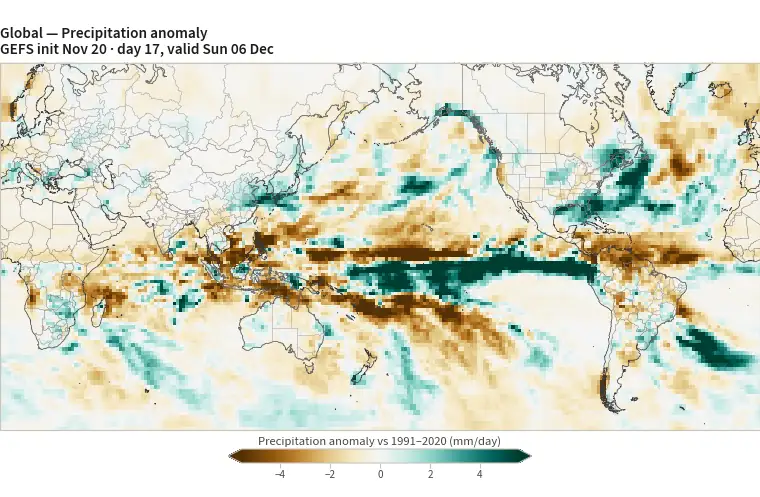 Global — Precipitation anomaly
GEFS init Nov 20 · day 17, valid Sun 06 Dec
Precipitation anomaly vs 1991–2020 (mm/day)
−4 −2 0 2 4